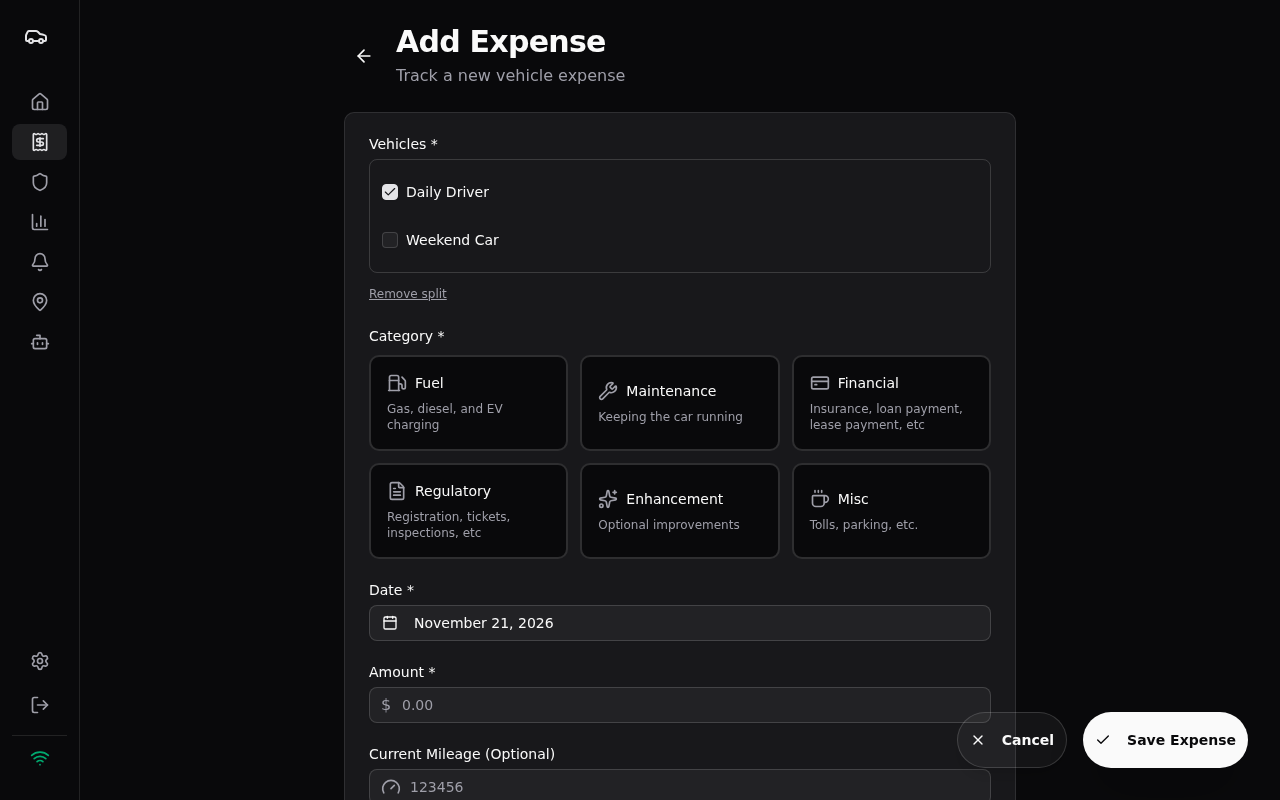 Add Expense
Track a new vehicle expense
Vehicles *
Daily Driver
Weekend Car
Remove split
Category *
Fuel
Gas, diesel, and EV
charging
Maintenance
Keeping the car running
Financial
Insurance, loan payment,
lease payment, etc
Regulatory
Registration, tickets,
inspections, etc
Enhancement
Optional improvements
Misc
Tolls, parking, etc.
Date *
November 21, 2026
Amount *
$ 0.00
Cancel
Save Expense
Current Mileage (Optional)
123456